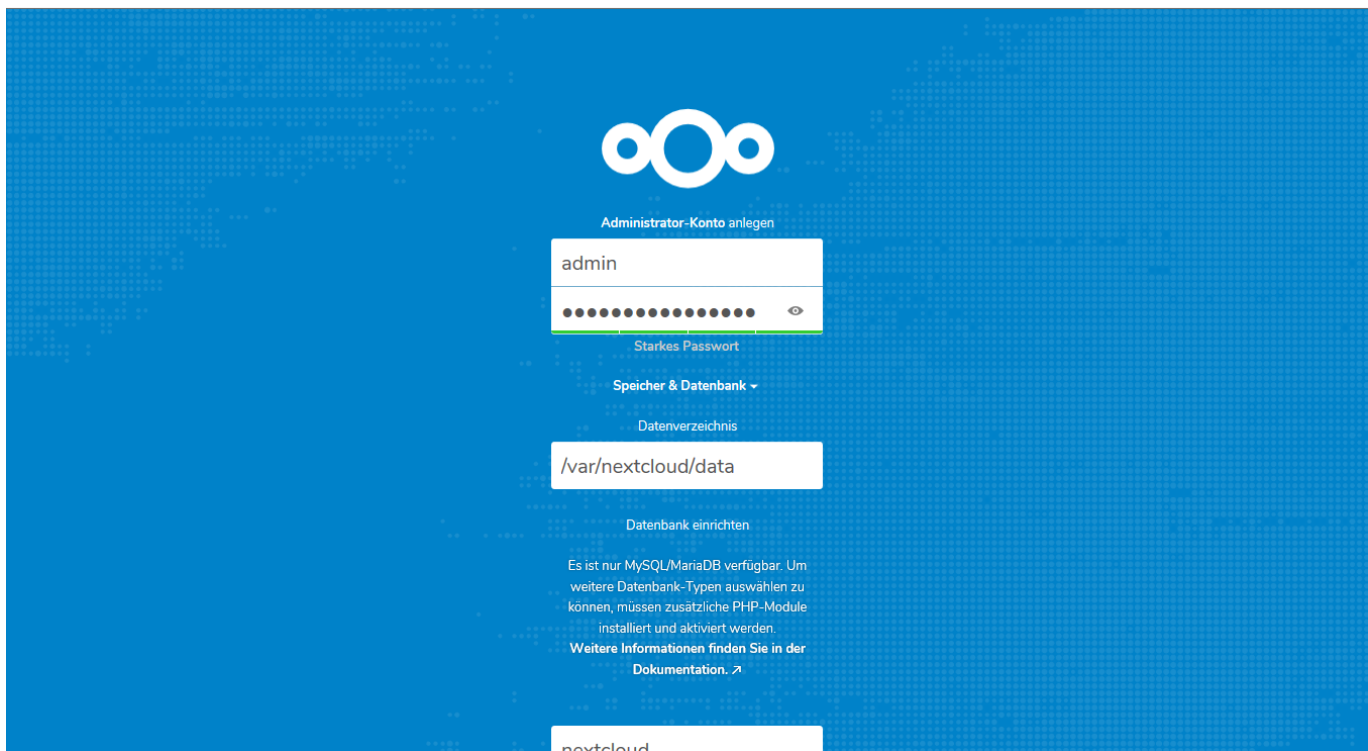 Administrator-Konto anlegen
admin
Starkes Passwort
Speicher & Datenbank
Datenverzeichnis
/var/nextcloud/data
Datenbank einrichten
Es ist nur MySQL/MariaDB verfügbar. Um
weitere Datenbank-Typen auswählen zu
können, müssen zusätzliche PHP-Module
installiert und aktiviert werden.
Weitere Informationen finden Sie in der
Dokumentation. ↗
nextcloud